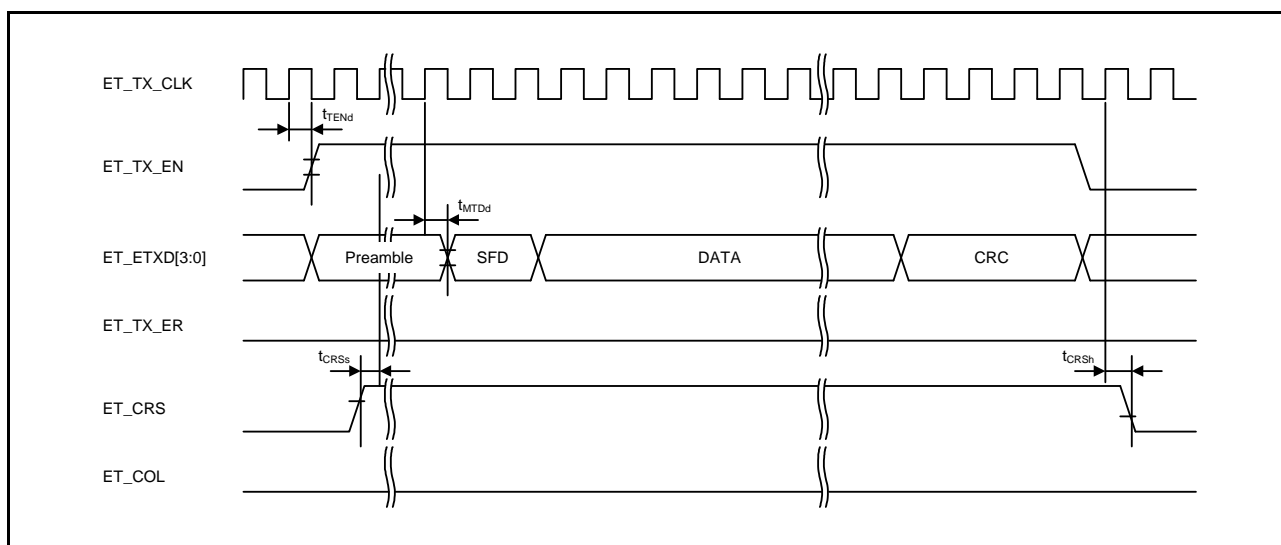 ET_TX_CLK
tTENd
ET_TX_EN
tMTDd
ET_ETXD[3:0]
Preamble
SFD
DATA
CRC
ET_TX_ER
tCRSs
tCRSh
ET_CRS
ET_COL